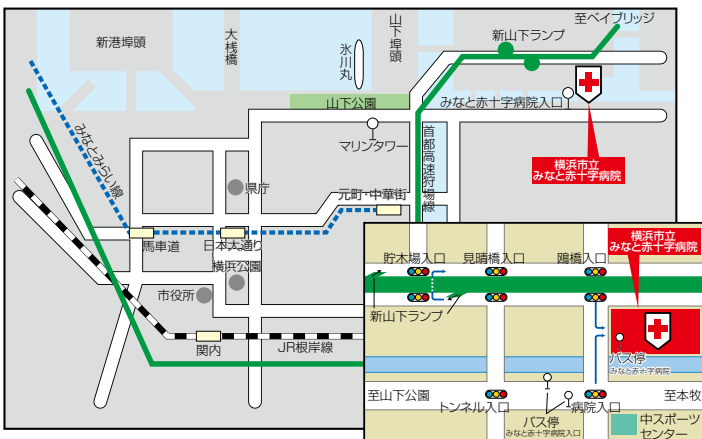 新港埠頭
大桟橋
氷川丸
山下埠頭
至ベイブリッジ
新山下ランプ
山下公園
マリンタワー
みなと赤十字病院入口
横浜市立
みなと赤十字病院
首都高速狩場線
みなとみらい線
県庁
元町・中華街
馬車道
日本大通り
横浜公園
市役所
関内
JR根岸線
横浜市立
みなと赤十字病院
貯木場入口
見晴橋入口
鴎橋入口
新山下ランプ
バス停
みなと赤十字病院
至山下公園
至本牧
トンネル入口
バス停
みなと赤十字病院入口
病院入口
中スポーツ
センター